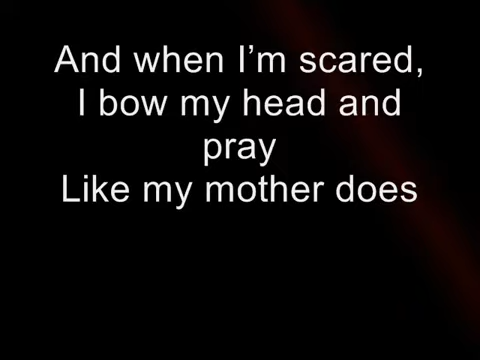 And when I’m scared,
I bow my head and
pray
Like my mother does